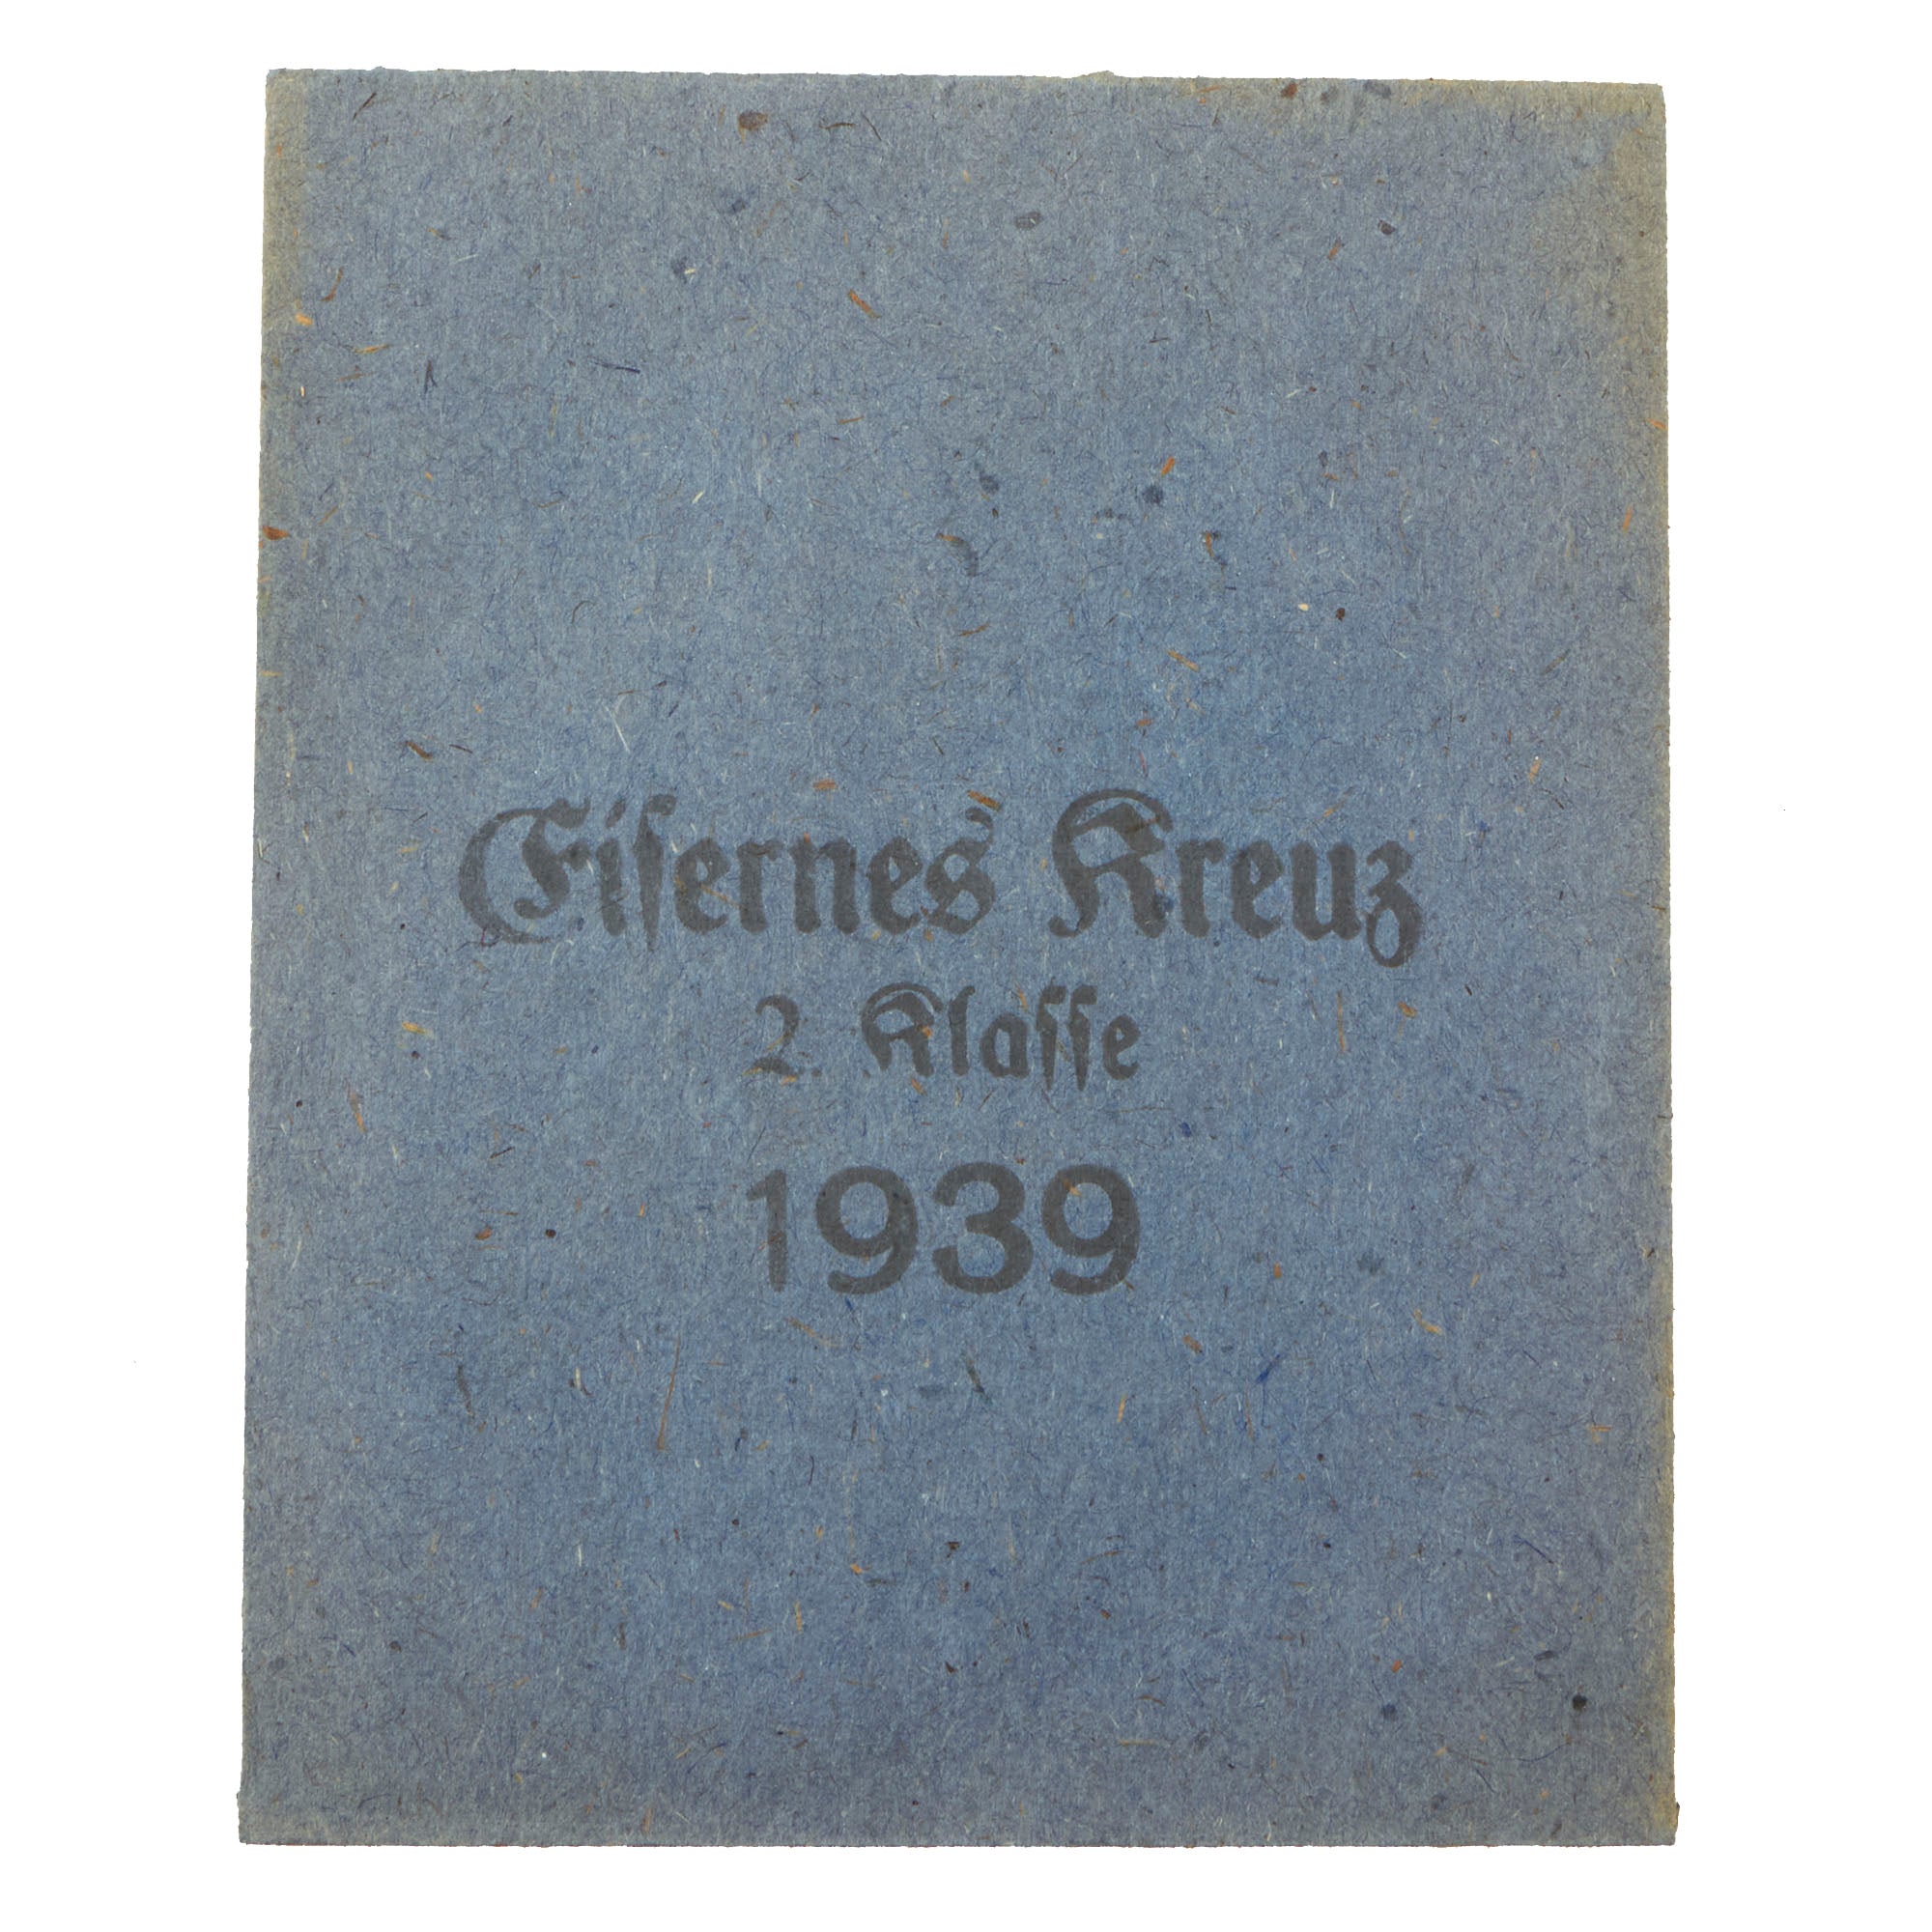 Eiſernes Kreuz
2. Klaſſe
1939